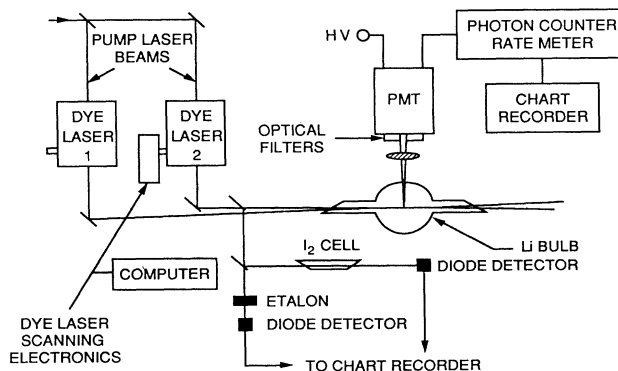 PUMP LASER
BEAMS
DYE
LASER
1
DYE
LASER
2
HV
PMT
OPTICAL
FILTERS
PHOTON COUNTER
RATE METER
CHART
RECORDER
I₂ CELL
Li BULB
DIODE DETECTOR
COMPUTER
ETALON
DIODE DETECTOR
DYE LASER
SCANNING
ELECTRONICS
TO CHART RECORDER